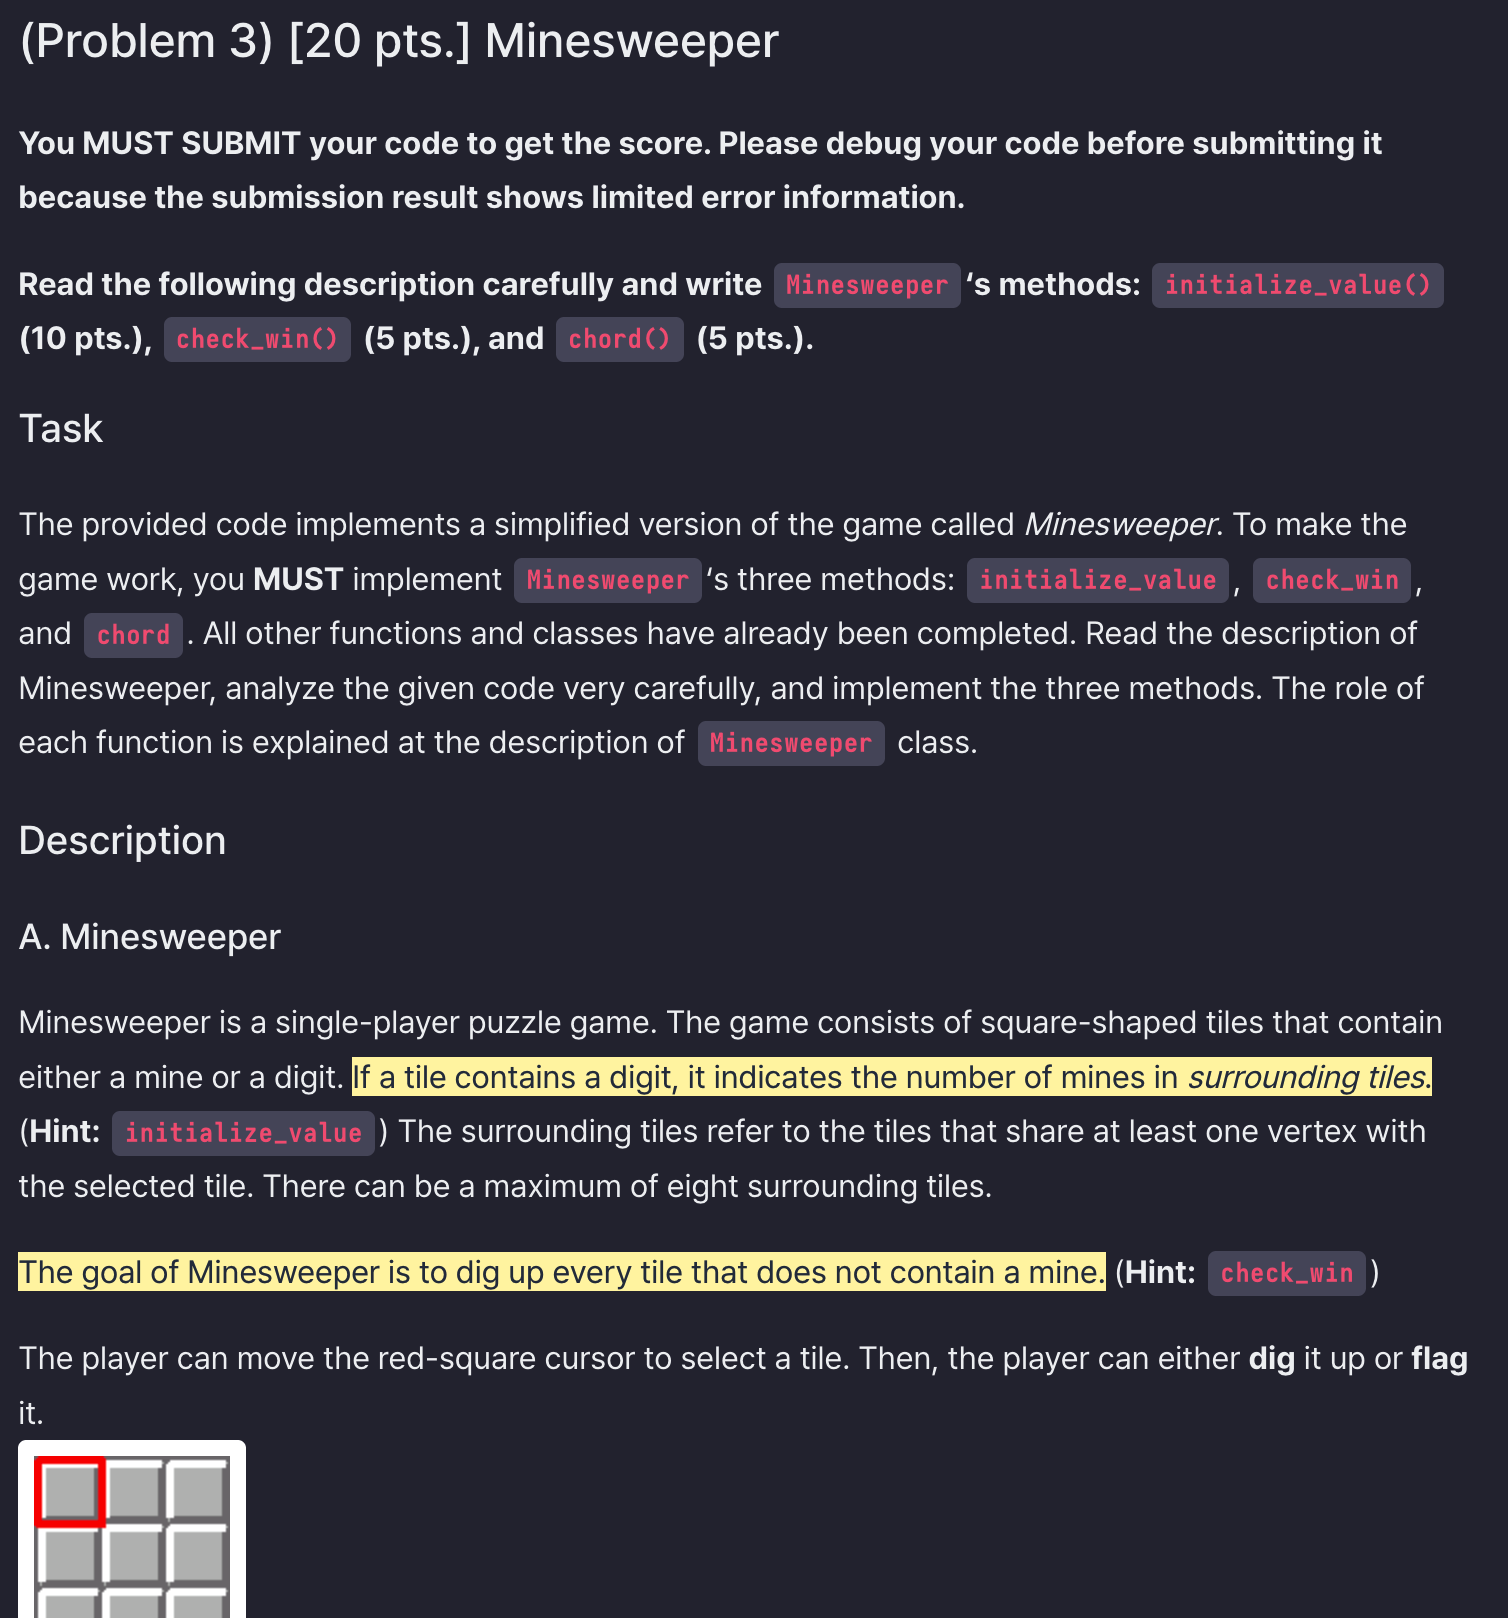 (Problem 3) [20 pts.] Minesweeper
You MUST SUBMIT your code to get the score. Please debug your code before submitting it
because the submission result shows limited error information.
Read the following description carefully and write Minesweeper ‘s methods: initialize_value()
(10 pts.), check_win() (5 pts.), and chord() (5 pts.).
Task
The provided code implements a simplified version of the game called Minesweeper. To make the
game work, you MUST implement Minesweeper ‘s three methods: initialize_value , check_win ,
and chord . All other functions and classes have already been completed. Read the description of
Minesweeper, analyze the given code very carefully, and implement the three methods. The role of
each function is explained at the description of Minesweeper class.
Description
A. Minesweeper
Minesweeper is a single-player puzzle game. The game consists of square-shaped tiles that contain
either a mine or a digit. If a tile contains a digit, it indicates the number of mines in surrounding tiles.
(Hint: initialize_value ) The surrounding tiles refer to the tiles that share at least one vertex with
the selected tile. There can be a maximum of eight surrounding tiles.
The goal of Minesweeper is to dig up every tile that does not contain a mine. (Hint: check_win )
The player can move the red-square cursor to select a tile. Then, the player can either dig it up or flag
it.